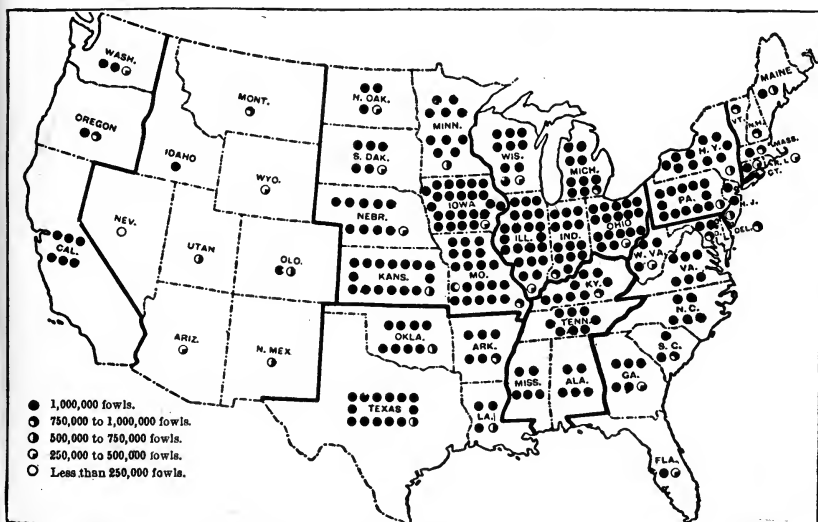 WASH.
MONT.
N. DAK.
MINN.
MAINE
OREGON
IDAHO
WYO.
S. DAK.
WIS.
MICH.
N.Y.
VT.
N.H.
MASS.
CT.
NEBR.
IOWA
ILL.
IND.
OHIO
PA.
N.J.
DEL.
NEV.
UTAH
OLO.
CAL.
KANS.
MO.
KY.
W. VA.
VA.
N.C.
TENN.
ARIZ.
N. MEX
OKLA.
ARK.
MISS.
ALA.
GA.
S.C.
TEXAS
LA.
FLA.
1,000,000 fowls.
750,000 to 1,000,000 fowls.
500,000 to 750,000 fowls.
250,000 to 500,000 fowls.
Less than 250,000 fowls.